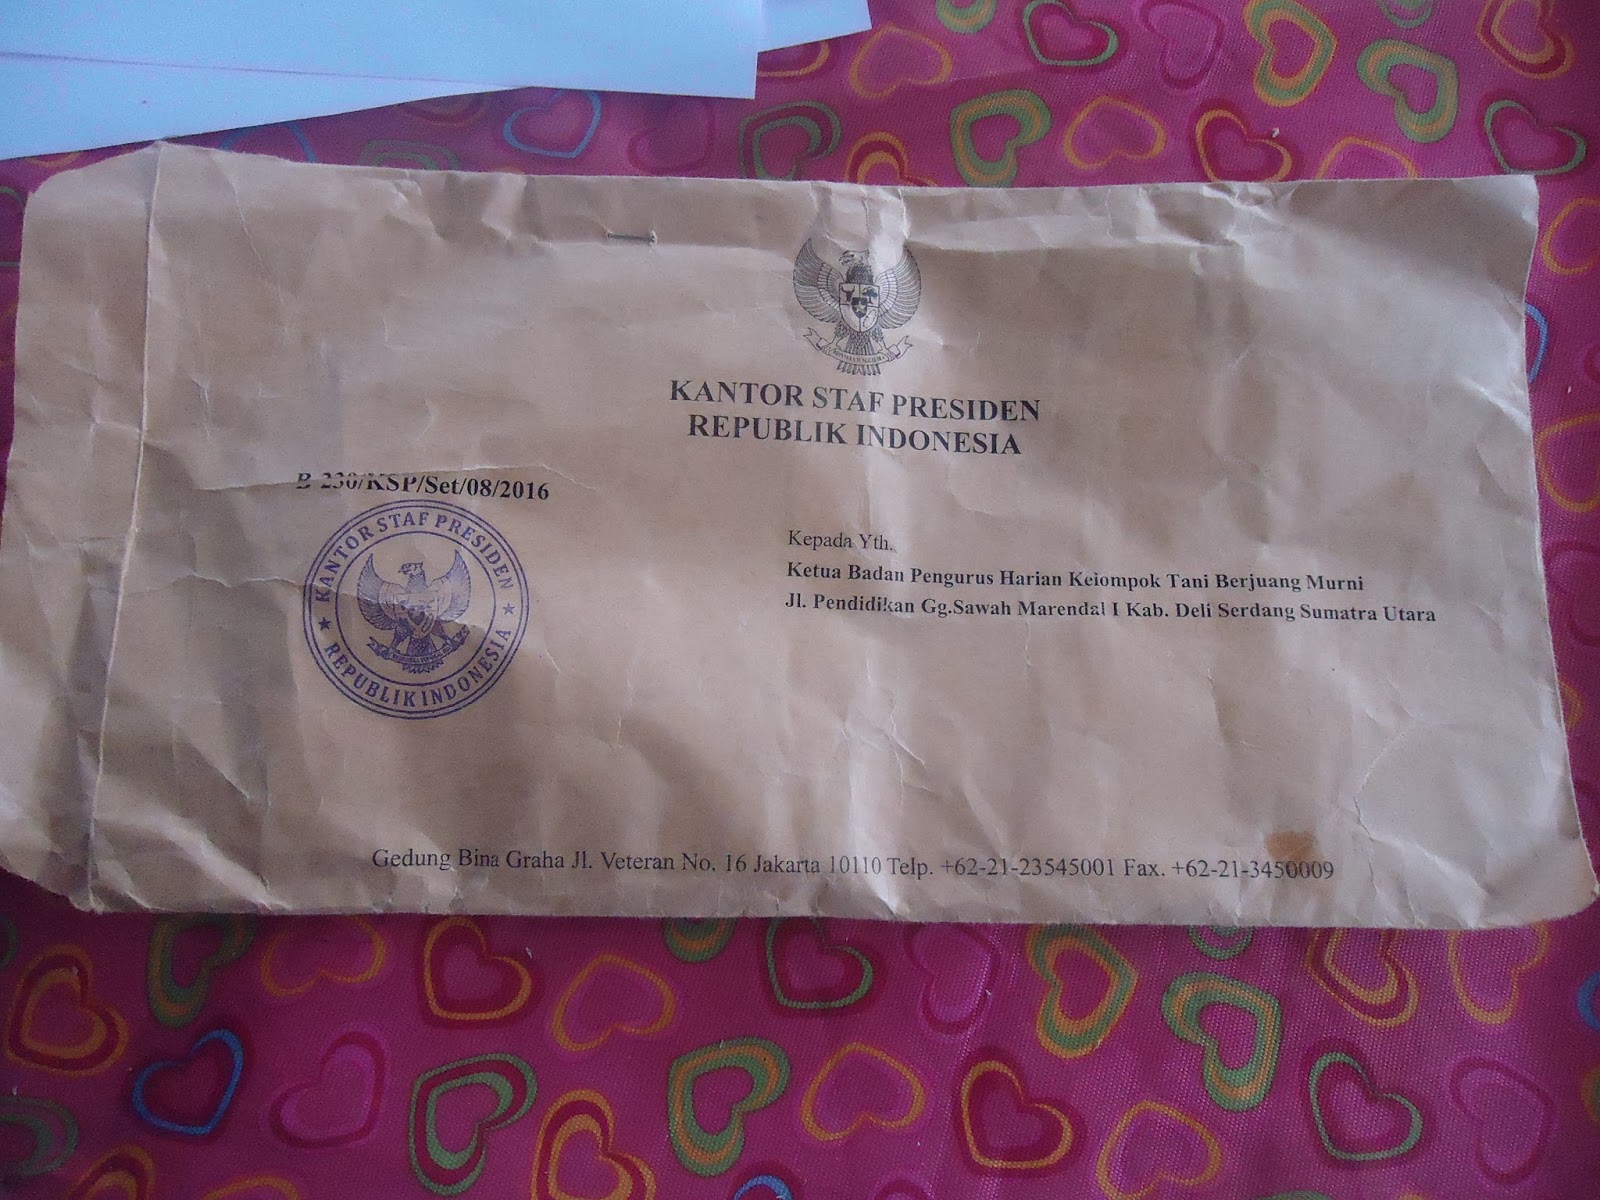 KANTOR STAF PRESIDEN
REPUBLIK INDONESIA
B-230/KSP/Set/08/2016
KANTOR STAF PRESIDEN
★ REPUBLIK INDONESIA ★
Kepada Yth.
Ketua Badan Pengurus Harian Kelompok Tani Berjuang Murni
Jl. Pendidikan Gg.Sawah Marendal I Kab. Deli Serdang Sumatra Utara
Gedung Bina Graha Jl. Veteran No. 16 Jakarta 10110 Telp. +62-21-23545001 Fax. +62-21-3450009